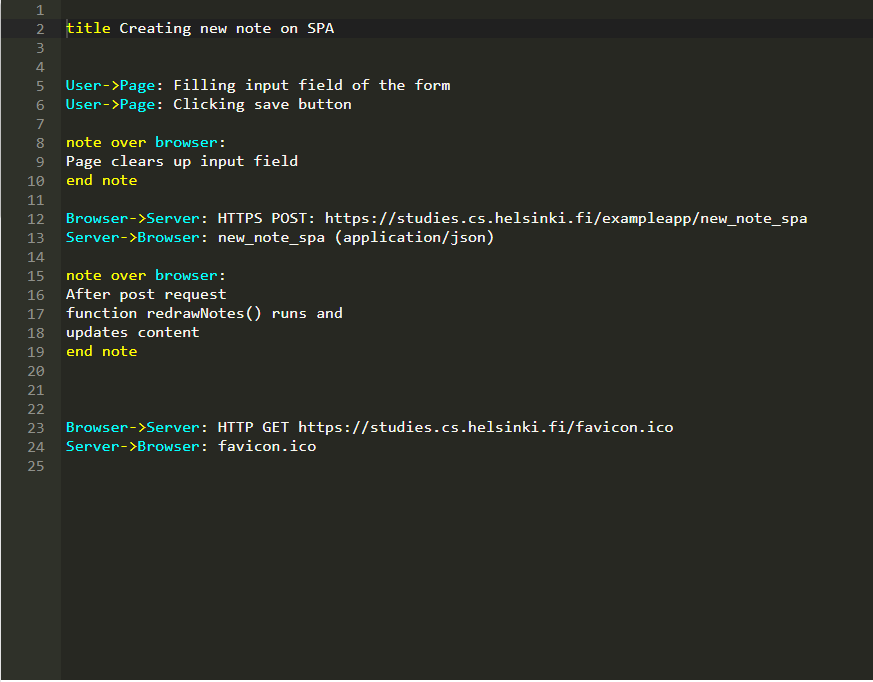 1
2 title Creating new note on SPA
3
4
5 User->Page: Filling input field of the form
6 User->Page: Clicking save button
7
8 note over browser:
9 Page clears up input field
10 end note
11
12 Browser->Server: HTTPS POST: https://studies.cs.helsinki.fi/exampleapp/new_note_spa
13 Server->Browser: new_note_spa (application/json)
14
15 note over browser:
16 After post request
17 function redrawNotes() runs and
18 updates content
19 end note
20
21
22
23 Browser->Server: HTTP GET https://studies.cs.helsinki.fi/favicon.ico
24 Server->Browser: favicon.ico
25